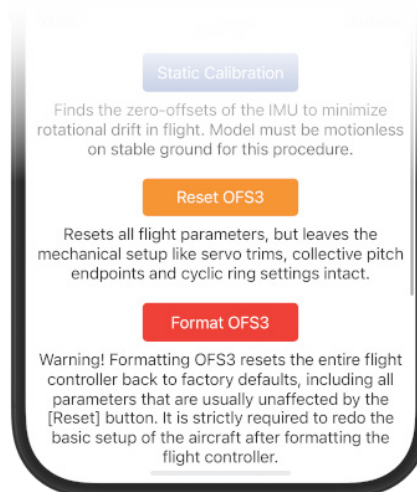 Static Calibration
Finds the zero-offsets of the IMU to minimize
rotational drift in flight. Model must be motionless
on stable ground for this procedure.
Reset OFS3
Resets all flight parameters, but leaves the
mechanical setup like servo trims, collective pitch
endpoints and cyclic ring settings intact.
Format OFS3
Warning! Formatting OFS3 resets the entire flight
controller back to factory defaults, including all
parameters that are usually unaffected by the
[Reset] button. It is strictly required to redo the
basic setup of the aircraft after formatting the
flight controller.